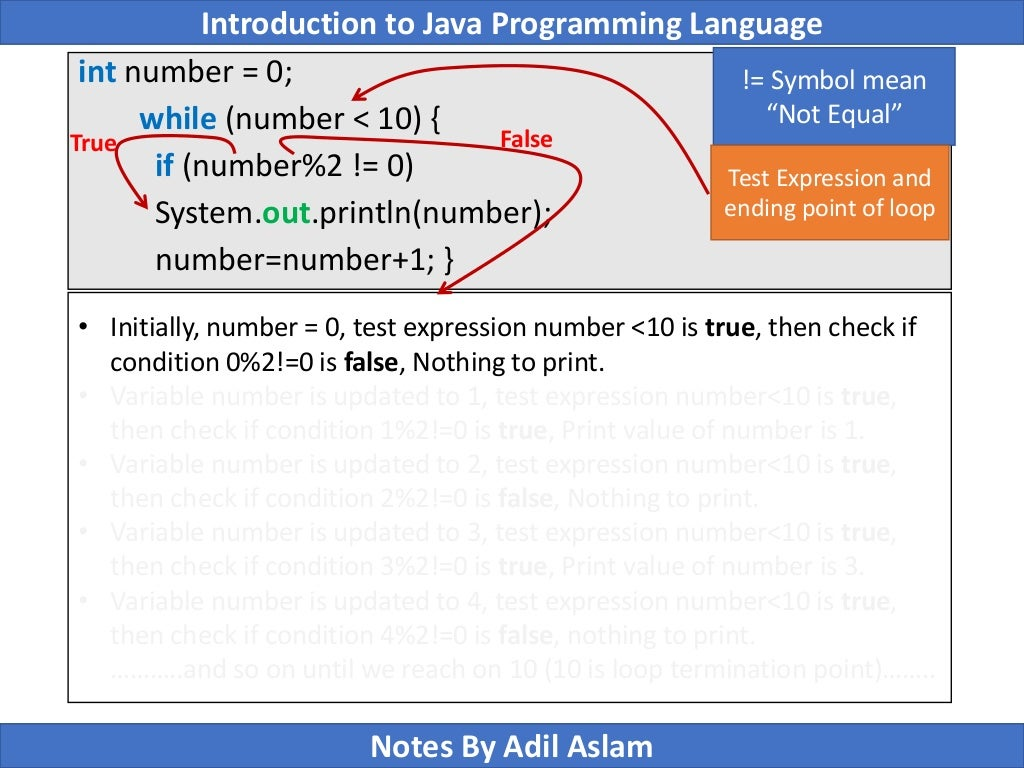 Introduction to Java Programming Language
int number = 0;
while (number < 10) {
if (number%2 != 0)
System.out.println(number);
number=number+1; }
True
False
!= Symbol mean
“Not Equal”
Test Expression and
ending point of loop
• Initially, number = 0, test expression number <10 is true, then check if
condition 0%2!=0 is false, Nothing to print.
• Variable number is updated to 1, test expression number<10 is true,
then check if condition 1%2!=0 is true, Print value of number is 1.
• Variable number is updated to 2, test expression number<10 is true,
then check if condition 2%2!=0 is false, Nothing to print.
• Variable number is updated to 3, test expression number<10 is true,
then check if condition 3%2!=0 is true, Print value of number is 3.
• Variable number is updated to 4, test expression number<10 is true,
then check if condition 4%2!=0 is false, nothing to print.
………..and so on until we reach on 10 (10 is loop termination point)……..
Notes By Adil Aslam